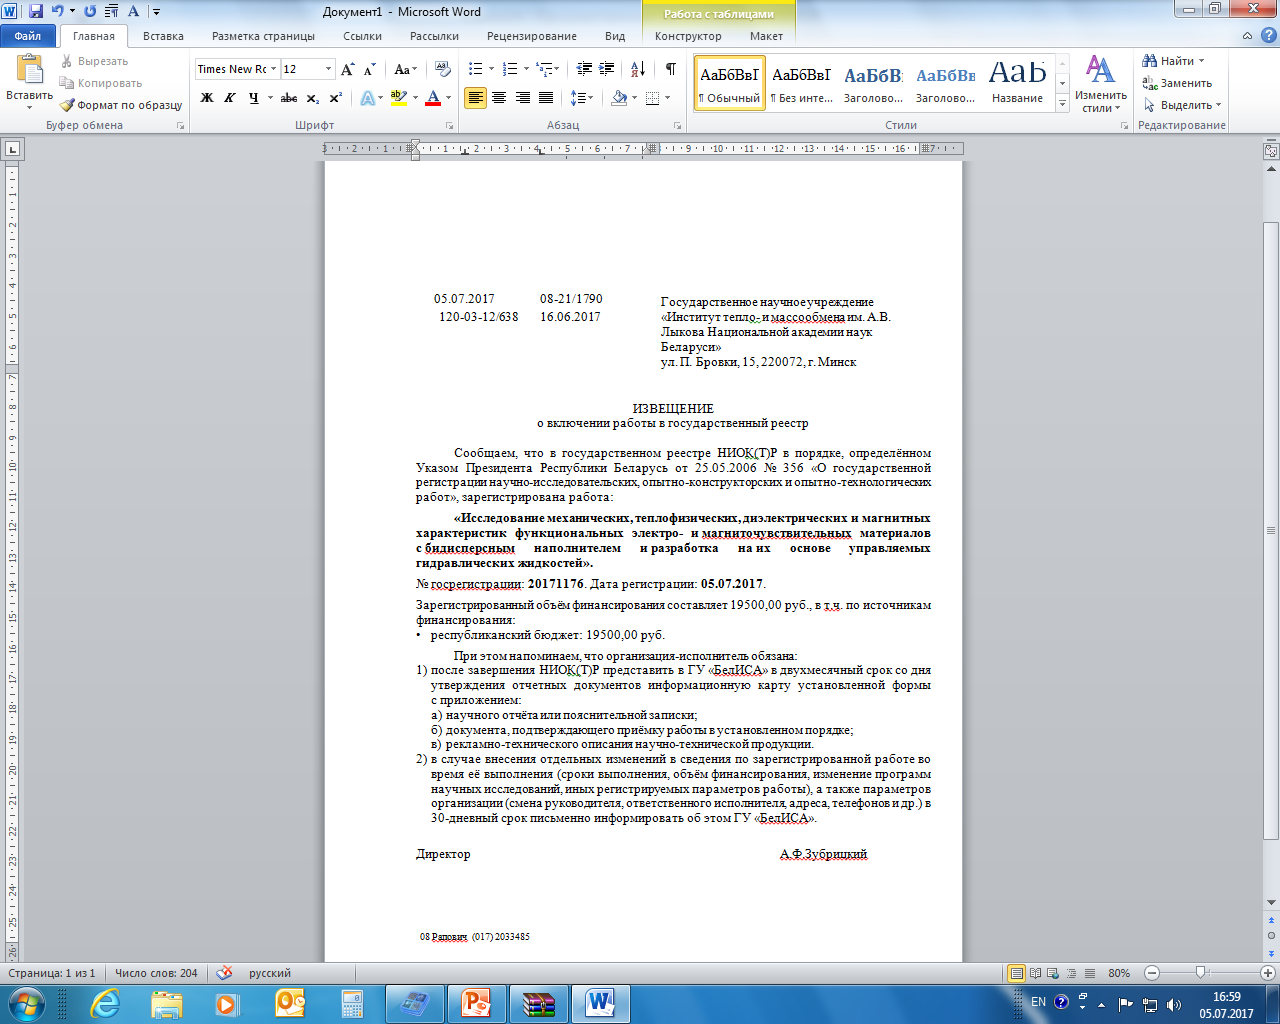 Документ1 - Microsoft Word
Работа с таблицами
Файл Главная Вставка Разметка страницы Ссылки Рассылки Рецензирование Вид Конструктор Макет
Вставить
Вырезать
Копировать
Формат по образцу
Буфер обмена
Times New Rc 12
Ж К Ч abc x₂ x²
Шрифт
Абзац
АаБбВвІ АаБбВвІ АаБбВ АаБбВв АаБ
¶ Обычный ¶ Без инте... Заголово... Заголово... Название
Изменить стили
Стили
Найти
Заменить
Выделить
Редактирование
05.07.2017 08-21/1790
120-03-12/638 16.06.2017
Государственное научное учреждение
«Институт тепло- и массообмена им. А.В.
Лыкова Национальной академии наук
Беларуси»
ул. П. Бровки, 15, 220072, г. Минск
ИЗВЕЩЕНИЕ
о включении работы в государственный реестр
Сообщаем, что в государственном реестре НИОК(Т)Р в порядке, определённом
Указом Президента Республики Беларусь от 25.05.2006 № 356 «О государственной
регистрации научно-исследовательских, опытно-конструкторских и опытно-технологических
работ», зарегистрирована работа:
«Исследование механических, теплофизических, диэлектрических и магнитных
характеристик функциональных электро- и магниточувствительных материалов
с бидисперсным наполнителем и разработка на их основе управляемых
гидравлических жидкостей».
№ госрегистрации: 20171176. Дата регистрации: 05.07.2017.
Зарегистрированный объём финансирования составляет 19500,00 руб., в т.ч. по источникам
финансирования:
• республиканский бюджет: 19500,00 руб.
При этом напоминаем, что организация-исполнитель обязана:
1) после завершения НИОК(Т)Р представить в ГУ «БелИСА» в двухмесячный срок со дня
утверждения отчетных документов информационную карту установленной формы
с приложением:
а) научного отчёта или пояснительной записки;
б) документа, подтверждающего приёмку работы в установленном порядке;
в) рекламно-технического описания научно-технической продукции.
2) в случае внесения отдельных изменений в сведения по зарегистрированной работе во
время её выполнения (сроки выполнения, объём финансирования, изменение программ
научных исследований, иных регистрируемых параметров работы), а также параметров
организации (смена руководителя, ответственного исполнителя, адреса, телефонов и др.) в
30-дневный срок письменно информировать об этом ГУ «БелИСА».
Директор А.Ф.Зубрицкий
08 Рапович (017) 2033485
Страница: 1 из 1 Число слов: 204 русский 80%
EN 16:59
05.07.2017